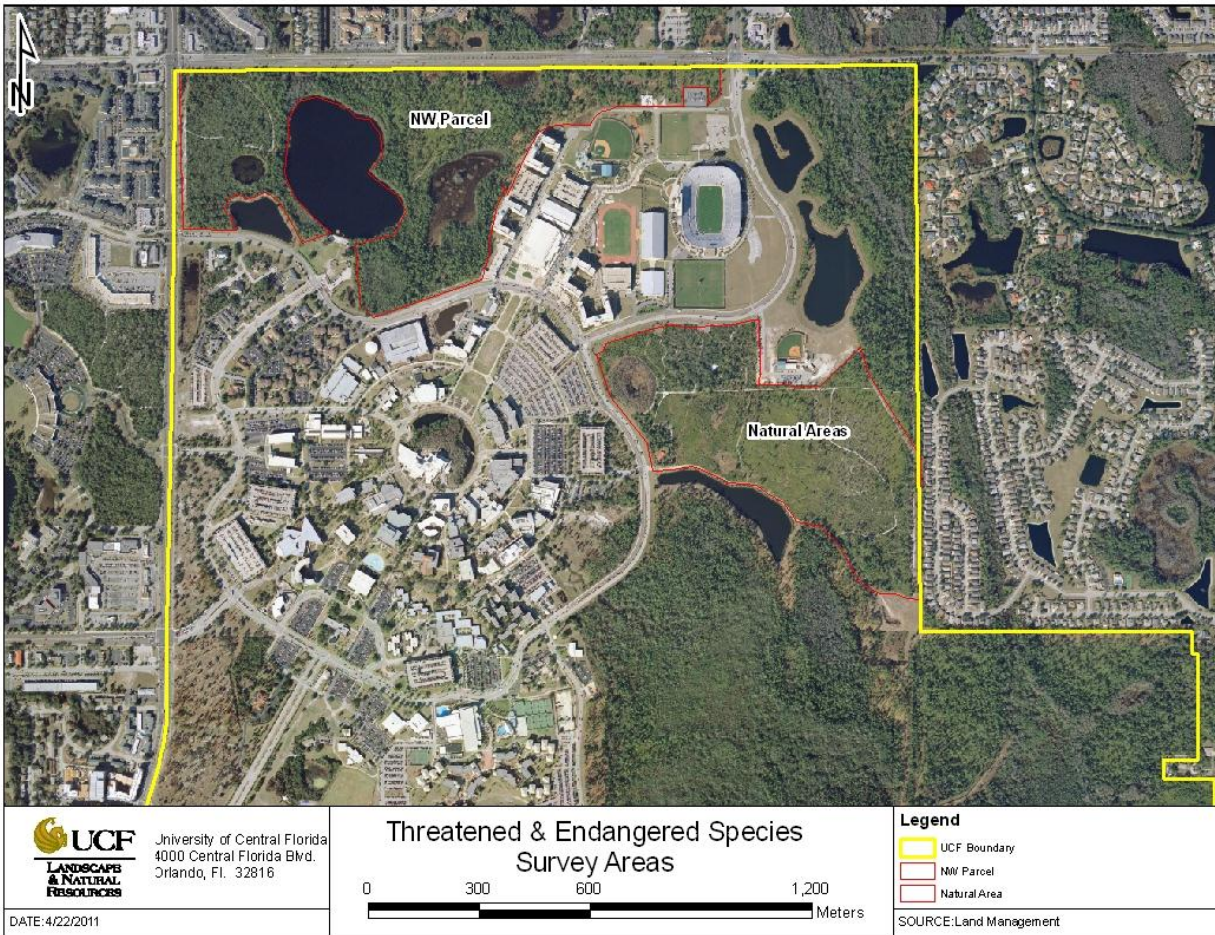 N
NW Parcel
Natural Areas
UCF
LANDSCAPE
& NATURAL
RESOURCES
University of Central Florida
4000 Central Florida Blvd.
Orlando, Fl. 32816
DATE:4/22/2011
Threatened & Endangered Species
Survey Areas
0 300 600 1,200
Meters
Legend
UCF Boundary
NW Parcel
Natural Area
SOURCE:Land Management